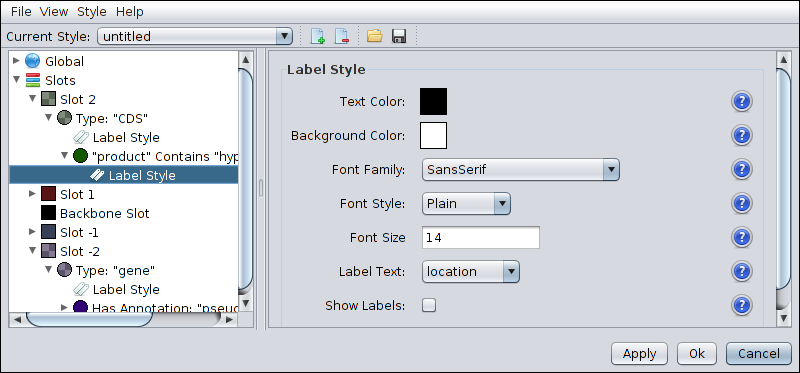 File View Style Help
Current Style: untitled
Global
Slots
Slot 2
Type: "CDS"
Label Style
"product" Contains "hyp
Label Style
Slot 1
Backbone Slot
Slot -1
Slot -2
Type: "gene"
Label Style
Has Annotation: "pseud
Label Style
Text Color: ?
Background Color: ?
Font Family: SansSerif ?
Font Style: Plain ?
Font Size 14 ?
Label Text: location ?
Show Labels: ?
Apply Ok Cancel